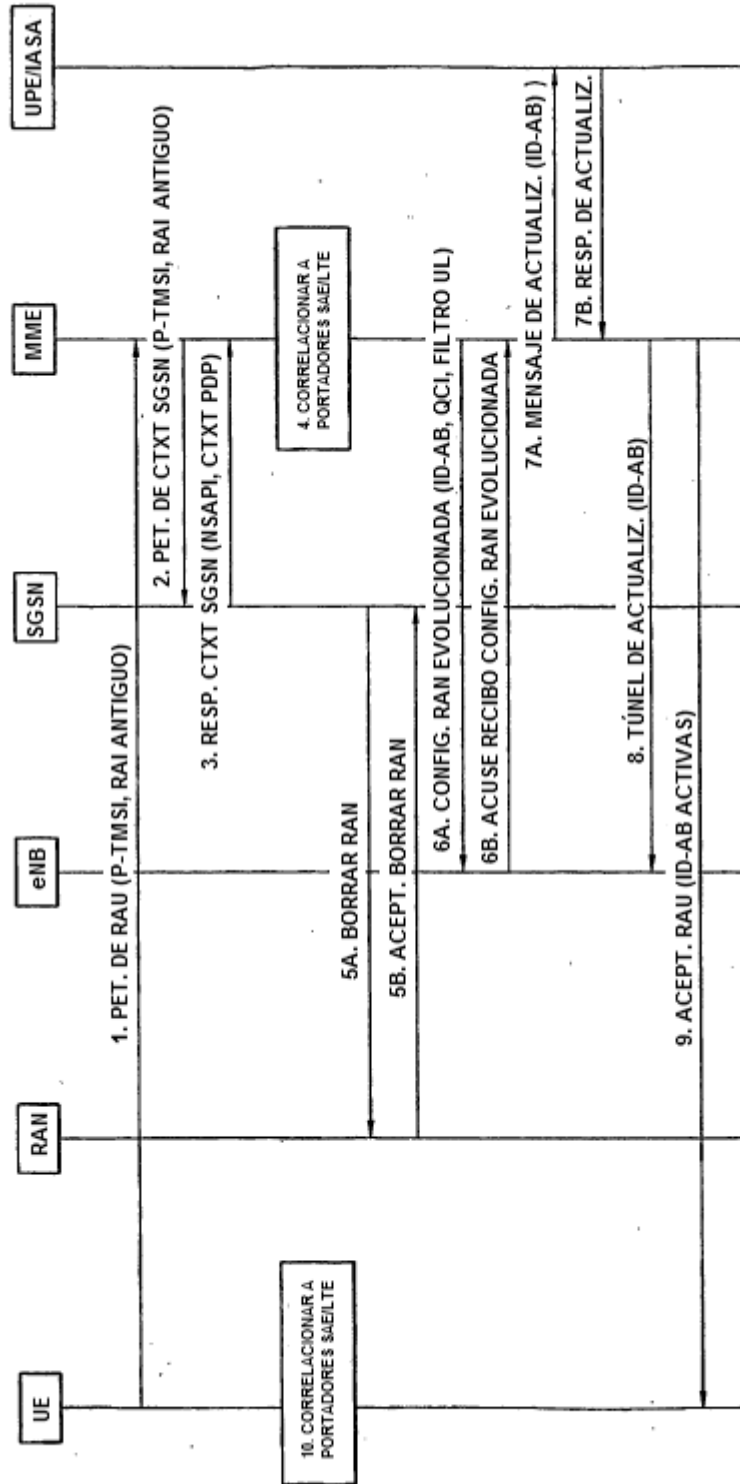 UE
RAN
eNB
SGSN
MME
UPE/IASA
1. PET. DE RAU (P-TMSI, RAI ANTIGUO)
2. PET. DE CTXT SGSN (P-TMSI, RAI ANTIGUO)
3. RESP. CTXT SGSN (NSAPI, CTXT PDP)
4. CORRELACIONAR A
PORTADORES SAE/LTE
10. CORRELACIONAR A
PORTADORES SAE/LTE
5A. BORRAR RAN
5B. ACEPT. BORRAR RAN
6A. CONFIG. RAN EVOLUCIONADA (ID-AB, QCI, FILTRO UL)
6B. ACUSE RECIBO CONFIG. RAN EVOLUCIONADA
7A. MENSAJE DE ACTUALIZ. (ID-AB) )
7B. RESP. DE ACTUALIZ.
8. TÚNEL DE ACTUALIZ. (ID-AB)
9. ACEPT. RAU (ID-AB ACTIVAS)